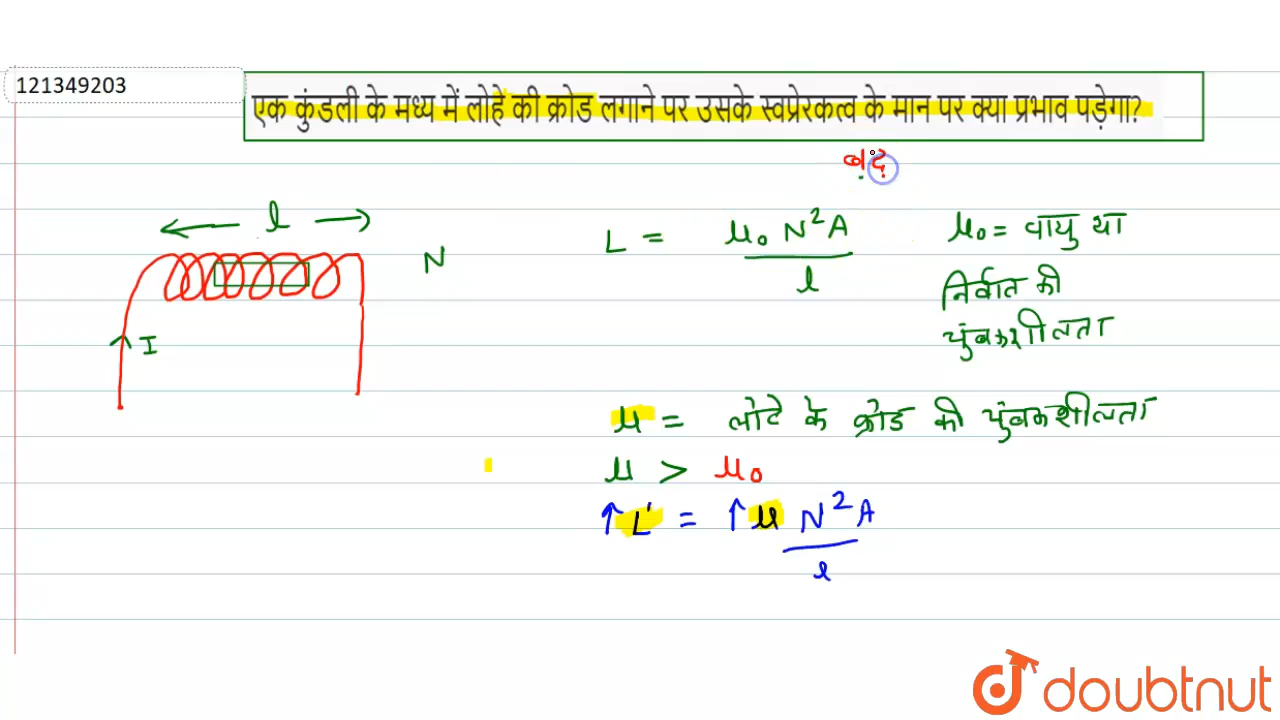 121349203
एक कुंडली के मध्य में लोहे की क्रोड लगाने पर उसके स्वप्रेरकत्व के मान पर क्या प्रभाव पड़ेगा?
l
N
I
L = μ₀ N²A / l
μ₀ = वायु या
निर्वात की
चुंबकशीलता
μ = लोहे के क्रोड की चुंबकशीलता
μ > μ₀
↑ L' = ↑ μ N²A / l
doubtnut